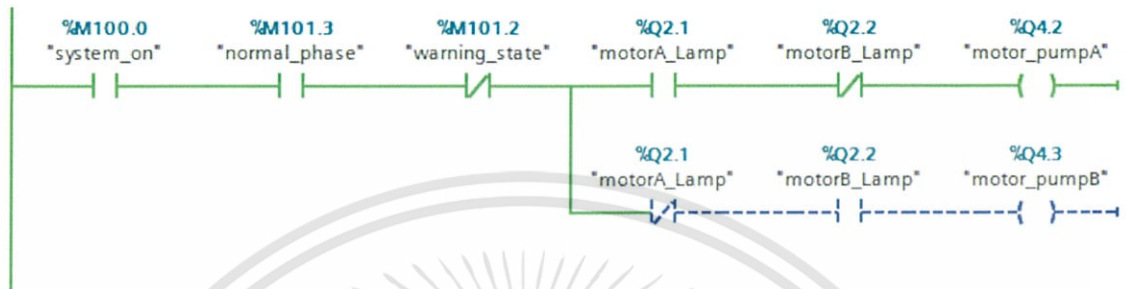 %M100.0 %M101.3 %M101.2 %Q2.1 %Q2.2 %Q4.2
"system_on" "normal_phase" "warning_state" "motorA_Lamp" "motorB_Lamp" "motor_pumpA"
%Q2.1 %Q2.2 %Q4.3
"motorA_Lamp" "motorB_Lamp" "motor_pumpB"